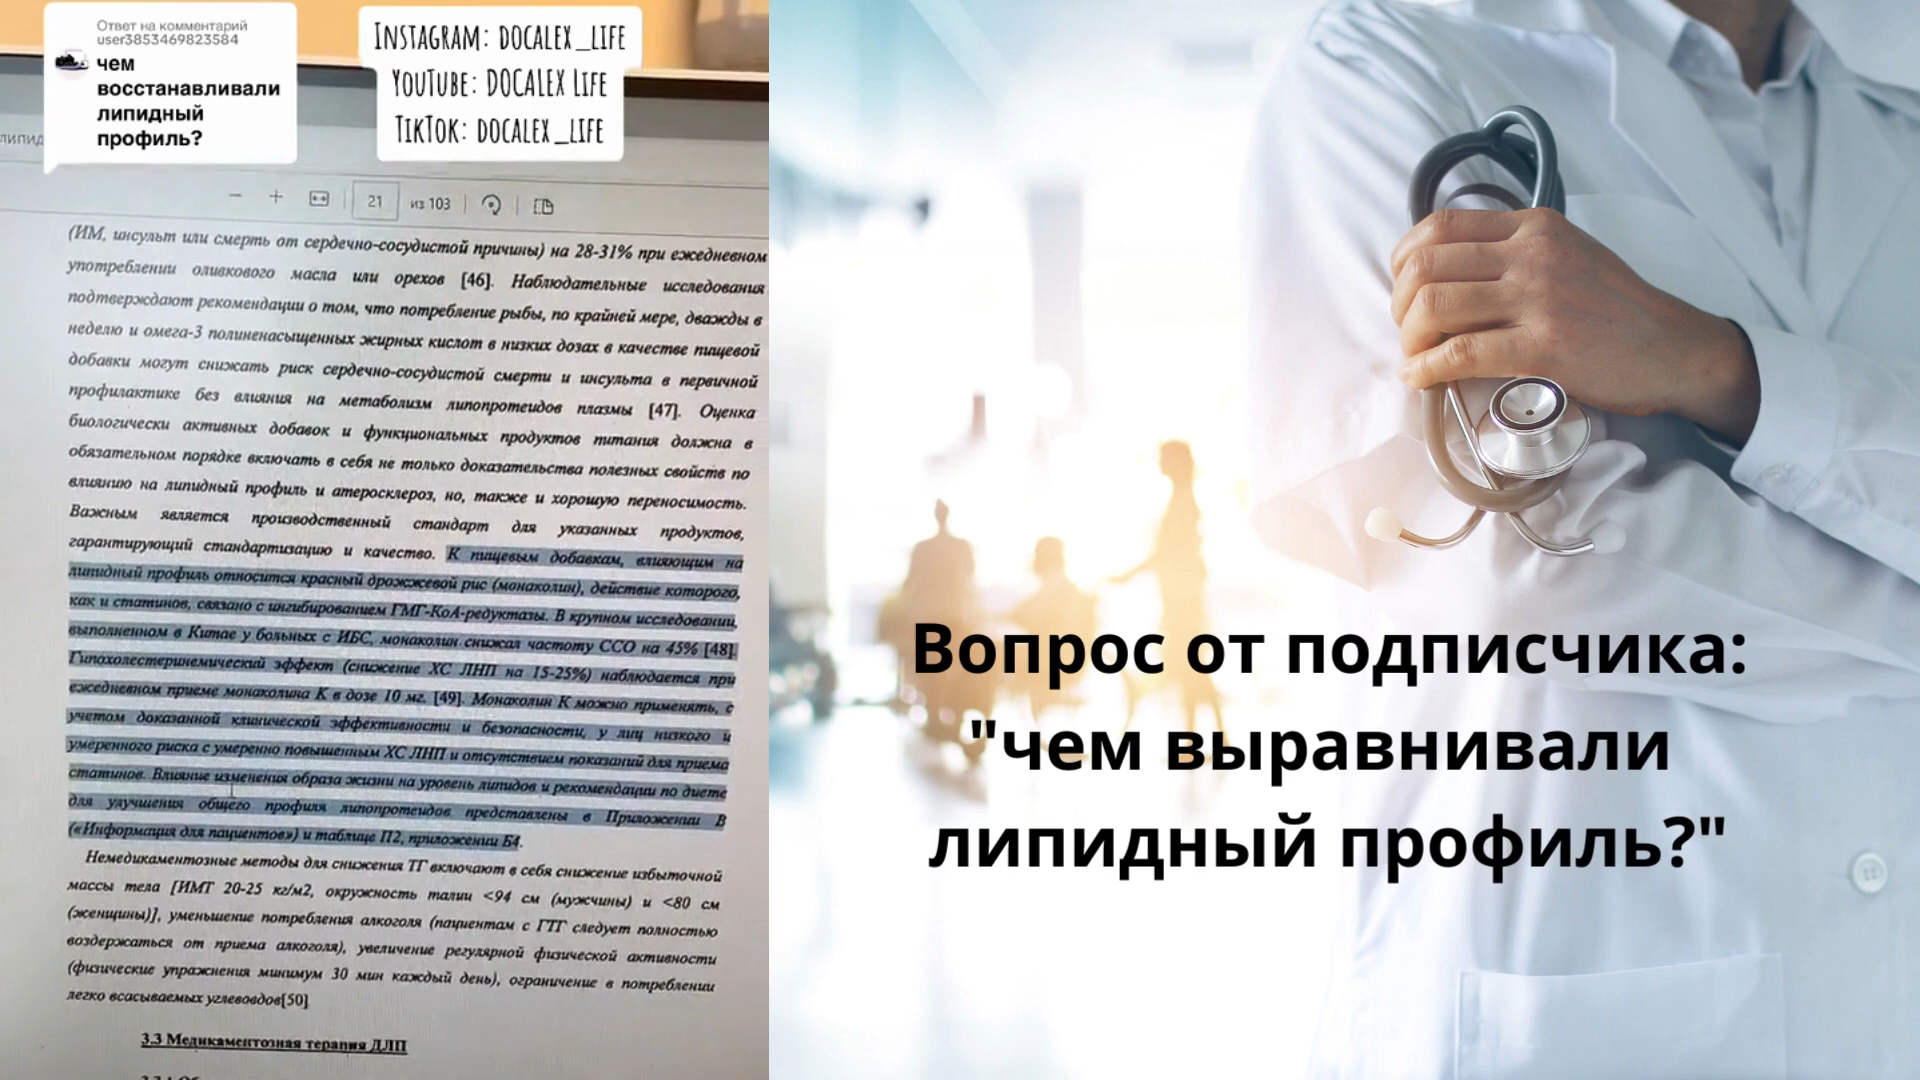 Ответ на комментарий
user3853469823584
чем
восстанавливали
липидный
профиль?
INSTAGRAM: DOCALEX_LIFE
YOUTUBE: DOCALEX LIFE
TIKTOK: DOCALEX_LIFE
липид
21 из 103
(ИМ, инсульт или смерть от сердечно-сосудистой причины) на 28-31% при ежедневном
употреблении оливкового масла или орехов [46]. Наблюдательные исследования
подтверждают рекомендации о том, что потребление рыбы, по крайней мере, дважды в
неделю и омега-3 полиненасыщенных жирных кислот в низких дозах в качестве пищевой
добавки могут снижать риск сердечно-сосудистой смерти и инсульта в первичной
профилактике без влияния на метаболизм липопротеидов плазмы [47]. Оценка
биологически активных добавок и функциональных продуктов питания должна в
обязательном порядке включать в себя не только доказательства полезных свойств по
влиянию на липидный профиль и атеросклероз, но, также и хорошую переносимость.
Важным является производственный стандарт для указанных продуктов,
гарантирующий стандартизацию и качество. К пищевым добавкам, влияющим на
липидный профиль относится красный дрожжевой рис (монаколин), действие которого,
как и статинов, связано с ингибированием ГМГ-КоА-редуктазы. В крупном исследовании,
выполненном в Китае у больных с ИБС, монаколин снижал частоту ССО на 45% [48].
Гипохолестеринемический эффект (снижение ХС ЛНП на 15-25%) наблюдается при
ежедневном приеме монаколина К в дозе 10 мг. [49]. Монаколин К можно применять, с
учетом доказанной клинической эффективности и безопасности, у лиц низкого и
умеренного риска с умеренно повышенным ХС ЛНП и отсутствием показаний для приема
статинов. Влияние изменения образа жизни на уровень липидов и рекомендации по диете
для улучшения общего профиля липопротеидов представлены в Приложении В
(«Информация для пациентов») и таблице П2, приложении Б4.
Немедикаментозные методы для снижения ТГ включают в себя снижение избыточной
массы тела [ИМТ 20-25 кг/м2, окружность талии <94 см (мужчины) и <80 см
(женщины)], уменьшение потребления алкоголя (пациентам с ГТГ следует полностью
воздержаться от приема алкоголя), увеличение регулярной физической активности
(физические упражнения минимум 30 мин каждый день), ограничение в потреблении
легко всасываемых углеводов[50]
3.3 Медикаментозная терапия ДЛП
Вопрос от подписчика:
"чем выравнивали
липидный профиль?"